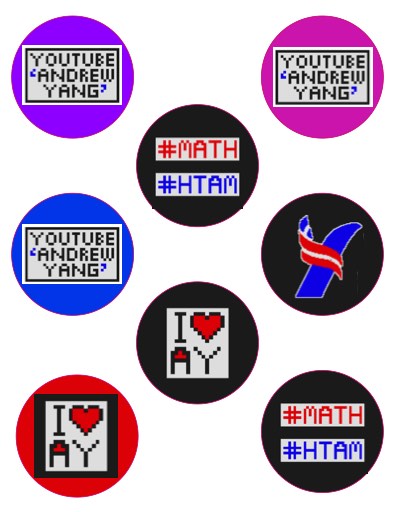 YOUTUBE
'ANDREW
YANG'
YOUTUBE
'ANDREW
YANG'
#MATH
#HTAM
YOUTUBE
'ANDREW
YANG'
Y
I ♥
AY
I ♥
AY
#MATH
#HTAM